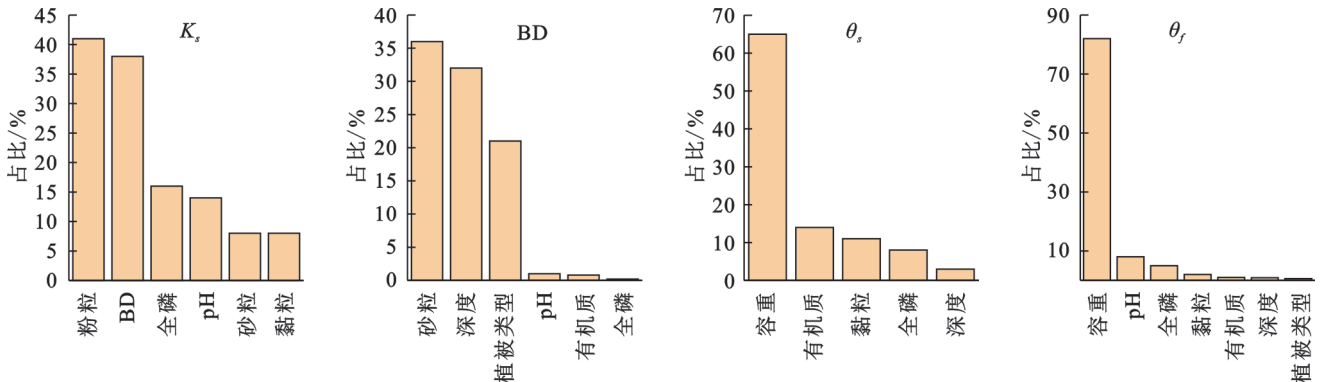 K_s
占比/%
45
40
35
30
25
20
15
10
5
0
粉粒
BD
全磷
pH
砂粒
黏粒
BD
占比/%
40
35
30
25
20
15
10
5
0
砂粒
深度
植被类型
pH
有机质
全磷
θ_s
占比/%
70
60
50
40
30
20
10
0
容重
有机质
黏粒
全磷
深度
θ_f
占比/%
90
70
50
30
10
容重
pH
全磷
黏粒
有机质
深度
植被类型